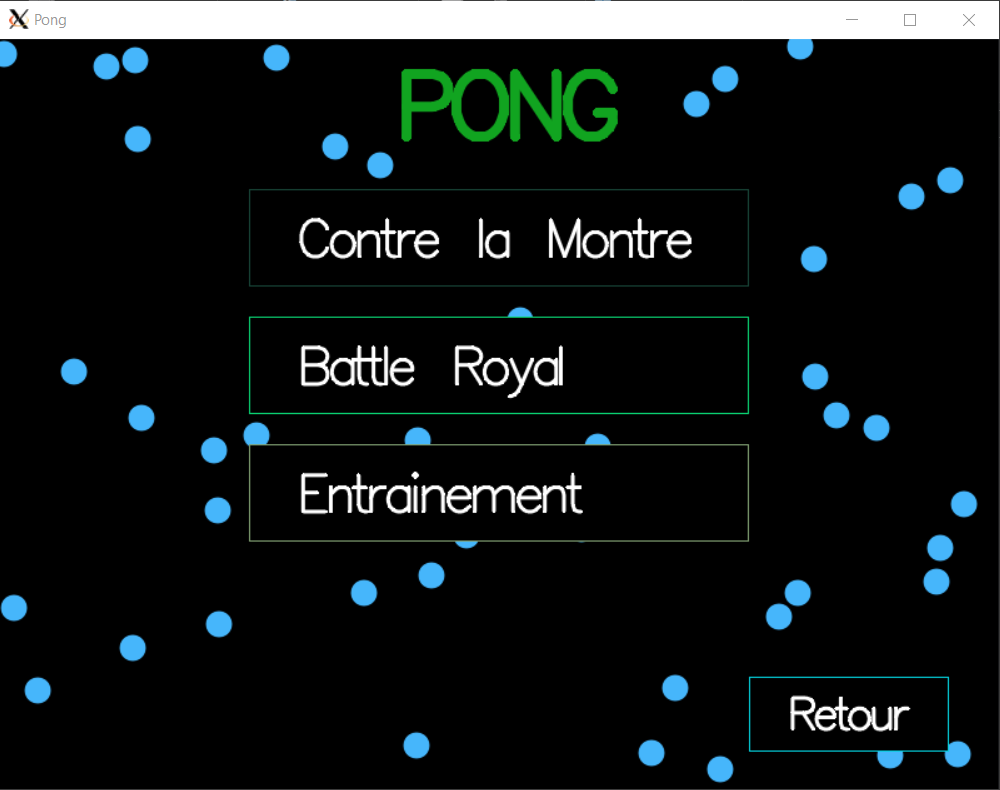 Pong
PONG
Contre la Montre
Battle Royal
Entrainement
Retour